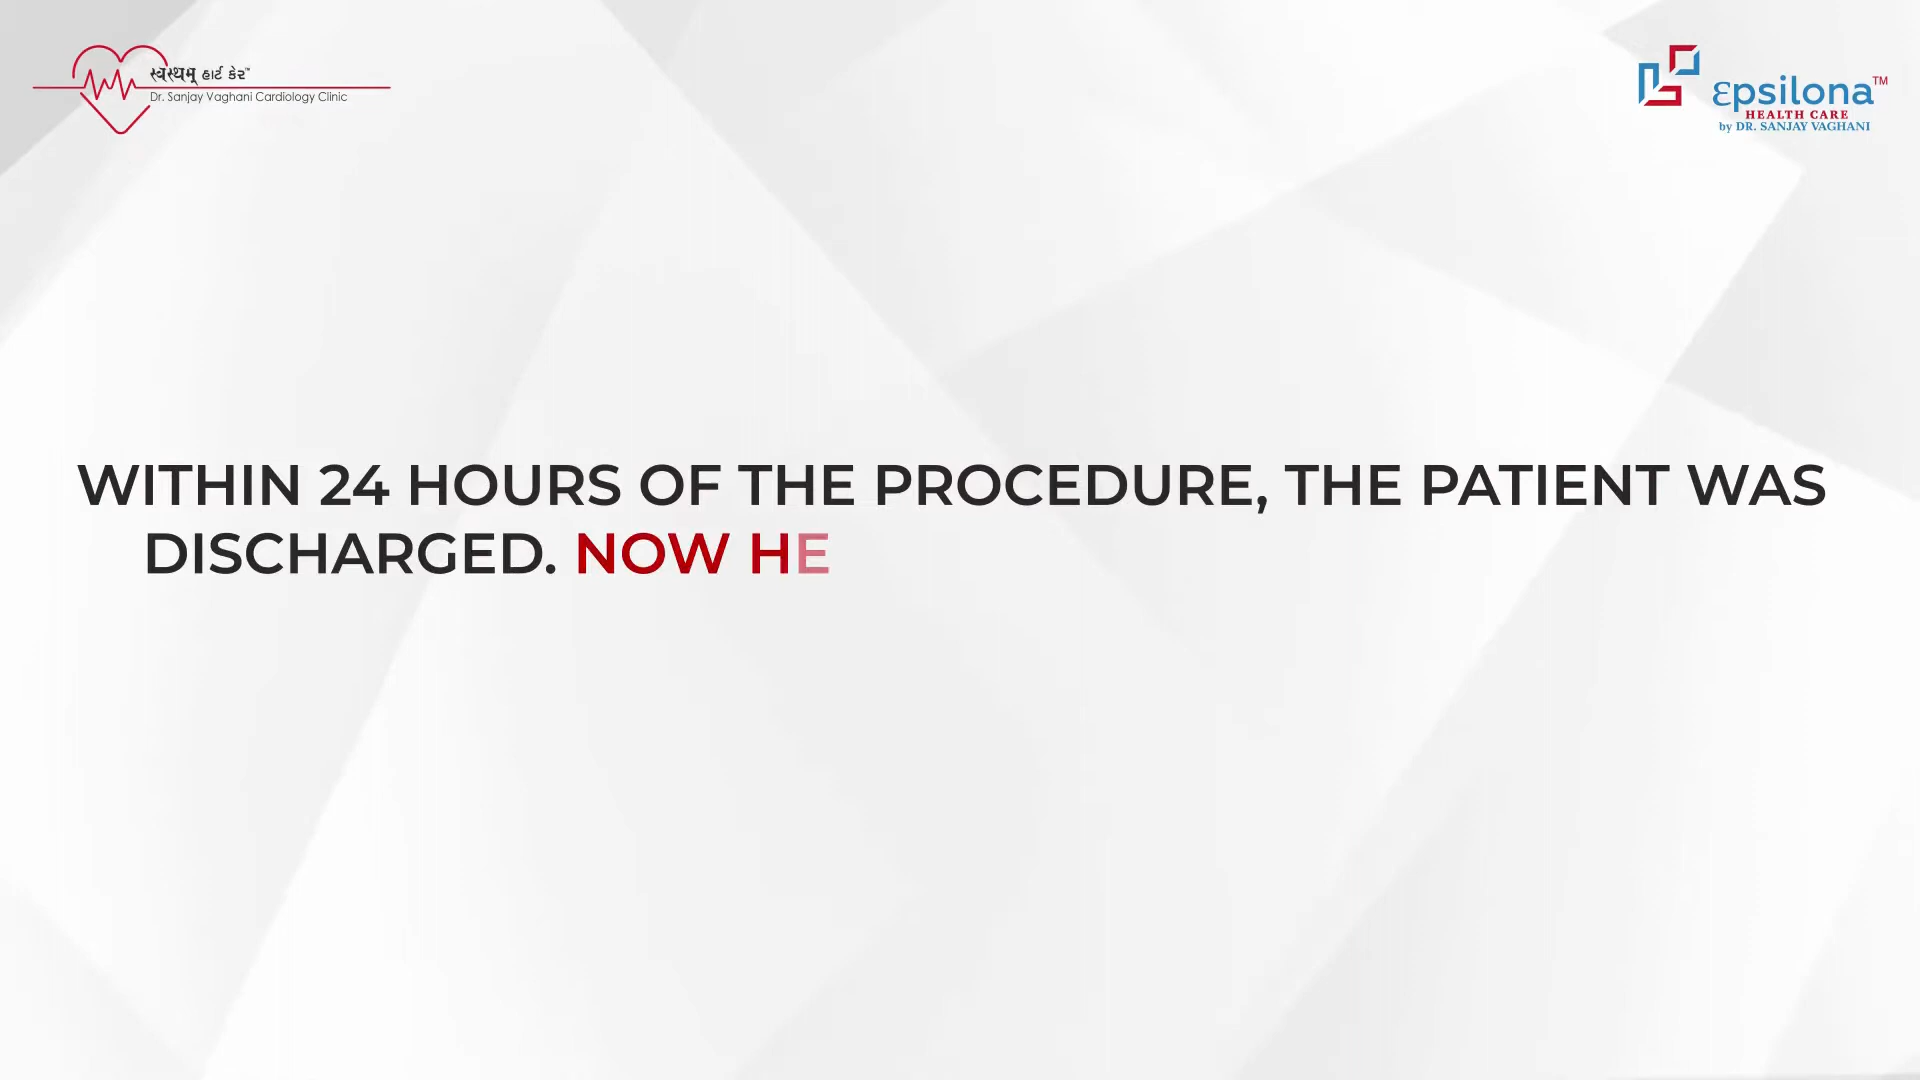 स्वस्थम् હાર્ટ કેર™
Dr. Sanjay Vaghani Cardiology Clinic
εpsilona™
HEALTH CARE
by DR. SANJAY VAGHANI
WITHIN 24 HOURS OF THE PROCEDURE, THE PATIENT WAS
DISCHARGED. NOW HE